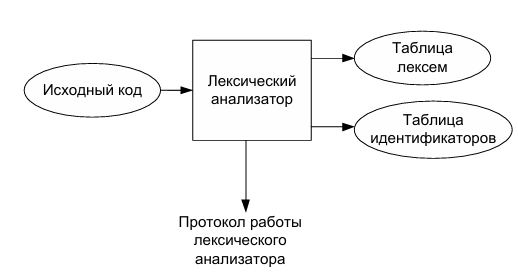 Исходный код
Лексический
анализатор
Таблица
лексем
Таблица
идентификаторов
Протокол работы
лексического
анализатора